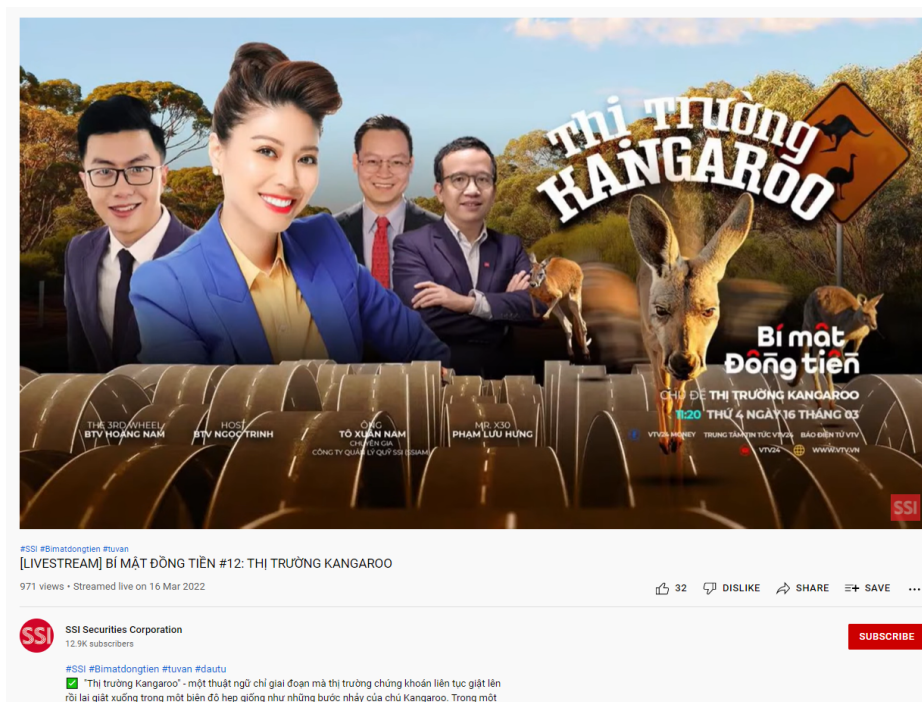 Thị Trường
KANGAROO
Bí mật
Đồng tiền
CHỦ ĐỀ THỊ TRƯỜNG KANGAROO
11:20 THỨ 4 NGÀY 16 THÁNG 03
VTV24 MONEY TRUNG TÂM TIN TỨC VTV24 BÁO ĐIỆN TỬ VTV
VTV24 WWW.VTV.VN
THE 3RD WHEEL
BTV HOÀNG NAM
HOST
BTV NGỌC TRINH
ÔNG
TÔ XUÂN NAM
CHUYÊN GIA
CÔNG TY QUẢN LÝ QUỸ SSI (SSIAM)
MR. X30
PHẠM LƯU HƯNG
SSI
#SSI #Bimatdongtien #tuvan
[LIVESTREAM] BÍ MẬT ĐỒNG TIỀN #12: THỊ TRƯỜNG KANGAROO
971 views • Streamed live on 16 Mar 2022
32 DISLIKE SHARE SAVE
SSI
SSI Securities Corporation
12.9K subscribers
SUBSCRIBE
#SSI #Bimatdongtien #tuvan #dautu
"Thị trường Kangaroo" - một thuật ngữ chỉ giai đoạn mà thị trường chứng khoán liên tục giật lên
rồi lại giật xuống trong một biên độ hẹp giống như những bước nhảy của chú Kangaroo. Trong một